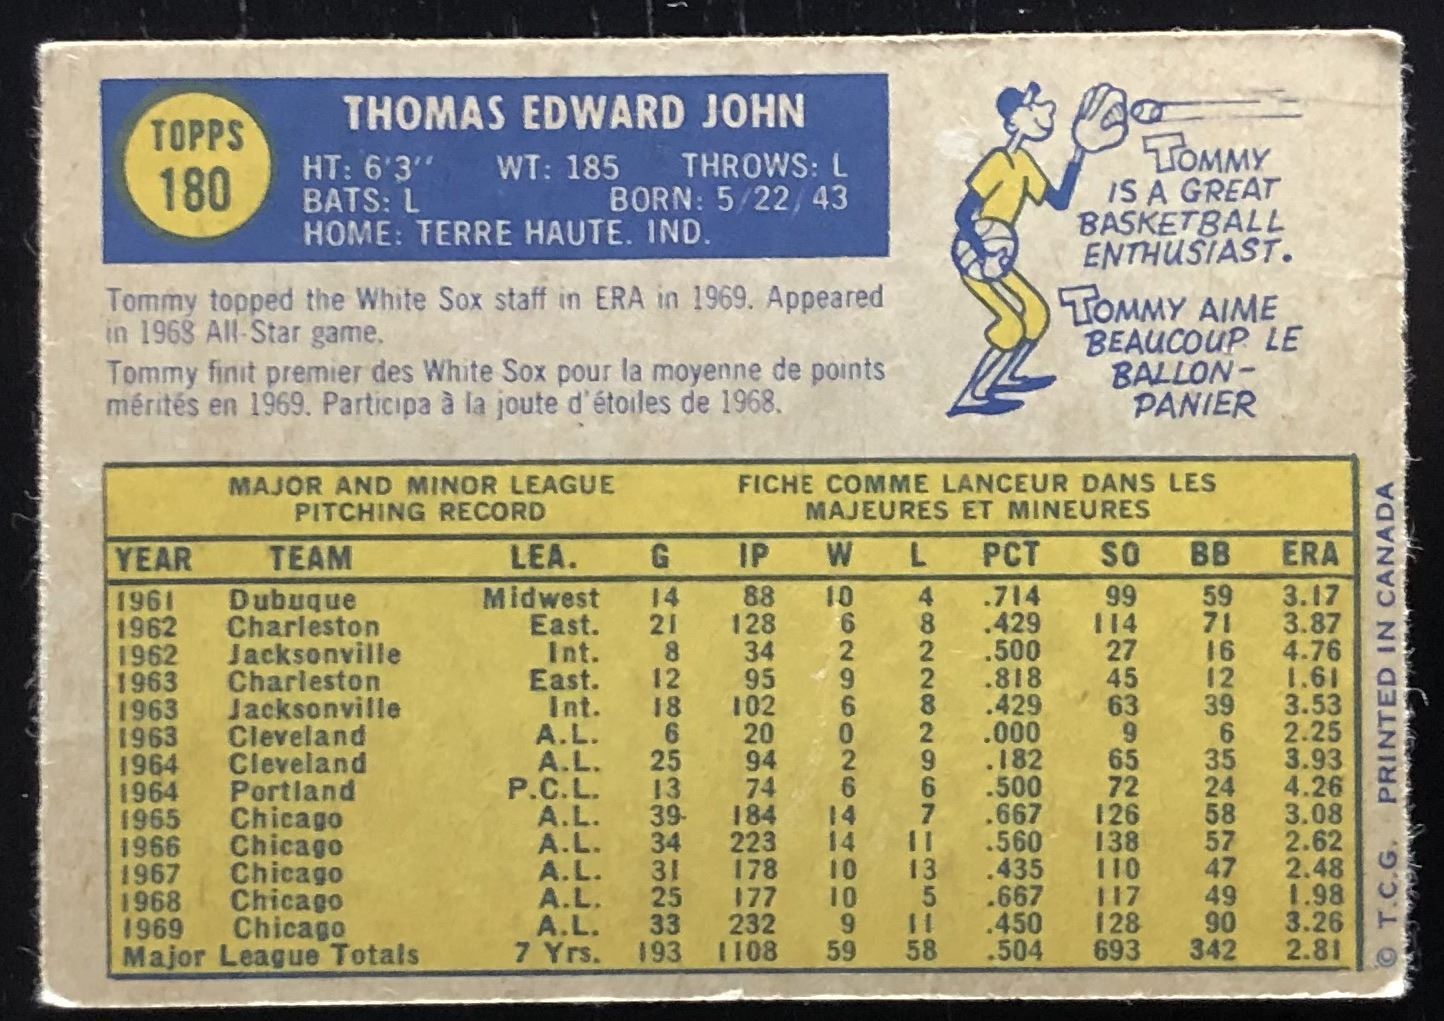 TOPPS
180
THOMAS EDWARD JOHN
HT: 6'3" WT: 185 THROWS: L
BATS: L BORN: 5/22/43
HOME: TERRE HAUTE. IND.
Tommy topped the White Sox staff in ERA in 1969. Appeared
in 1968 All-Star game.
Tommy finit premier des White Sox pour la moyenne de points
mérités en 1969. Participa à la joute d'étoiles de 1968.
TOMMY
IS A GREAT
BASKETBALL
ENTHUSIAST.
TOMMY AIME
BEAUCOUP LE
BALLON-
PANIER
MAJOR AND MINOR LEAGUE
PITCHING RECORD
FICHE COMME LANCEUR DANS LES
MAJEURES ET MINEURES
YEAR TEAM LEA. G IP W L PCT SO BB ERA
1961 Dubuque Midwest 14 88 10 4 .714 99 59 3.17
1962 Charleston East. 21 128 6 8 .429 114 71 3.87
1962 Jacksonville Int. 8 34 2 2 .500 27 16 4.76
1963 Charleston East. 12 95 9 2 .818 45 12 1.61
1963 Jacksonville Int. 18 102 6 8 .429 63 39 3.53
1963 Cleveland A.L. 6 20 0 2 .000 9 6 2.25
1964 Cleveland A.L. 25 94 2 9 .182 65 35 3.93
1964 Portland P.C.L. 13 74 6 6 .500 72 24 4.26
1965 Chicago A.L. 39 184 14 7 .667 126 58 3.08
1966 Chicago A.L. 34 223 14 11 .560 138 57 2.62
1967 Chicago A.L. 31 178 10 13 .435 110 47 2.48
1968 Chicago A.L. 25 177 10 5 .667 117 49 1.98
1969 Chicago A.L. 33 232 9 11 .450 128 90 3.26
Major League Totals 7 Yrs. 193 1108 59 58 .504 693 342 2.81
© T.C.G. PRINTED IN CANADA